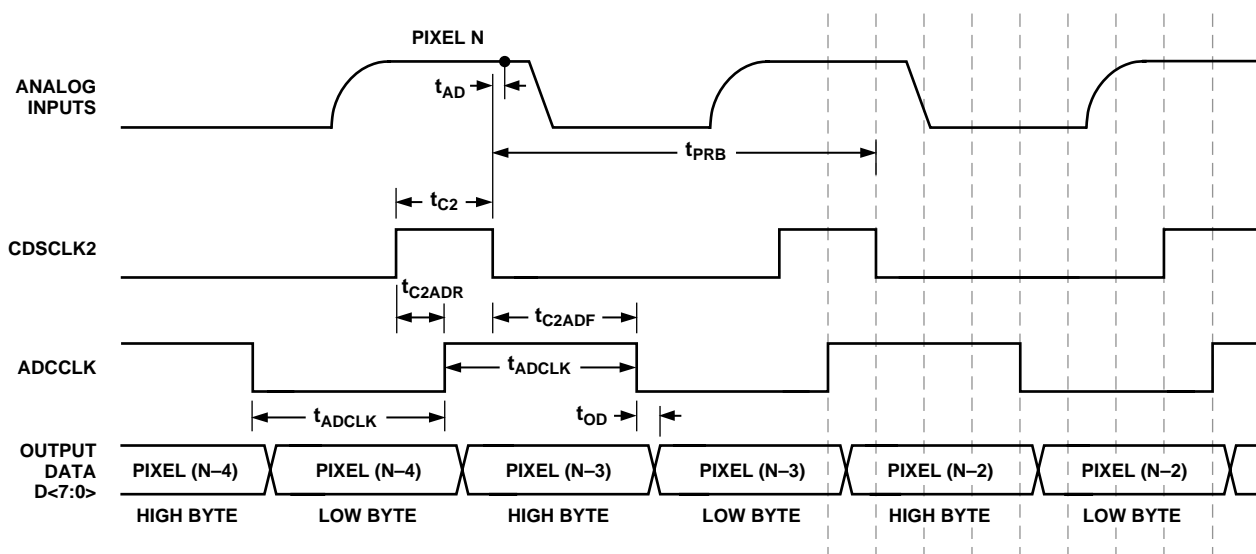 PIXEL N
ANALOG
INPUTS
tAD
tPRB
tC2
CDSCLK2
tC2ADR
tC2ADF
ADCCLK
tADCLK
tADCLK
tOD
OUTPUT
DATA
D<7:0>
PIXEL (N–4)
PIXEL (N–4)
PIXEL (N–3)
PIXEL (N–3)
PIXEL (N–2)
PIXEL (N–2)
HIGH BYTE
LOW BYTE
HIGH BYTE
LOW BYTE
HIGH BYTE
LOW BYTE